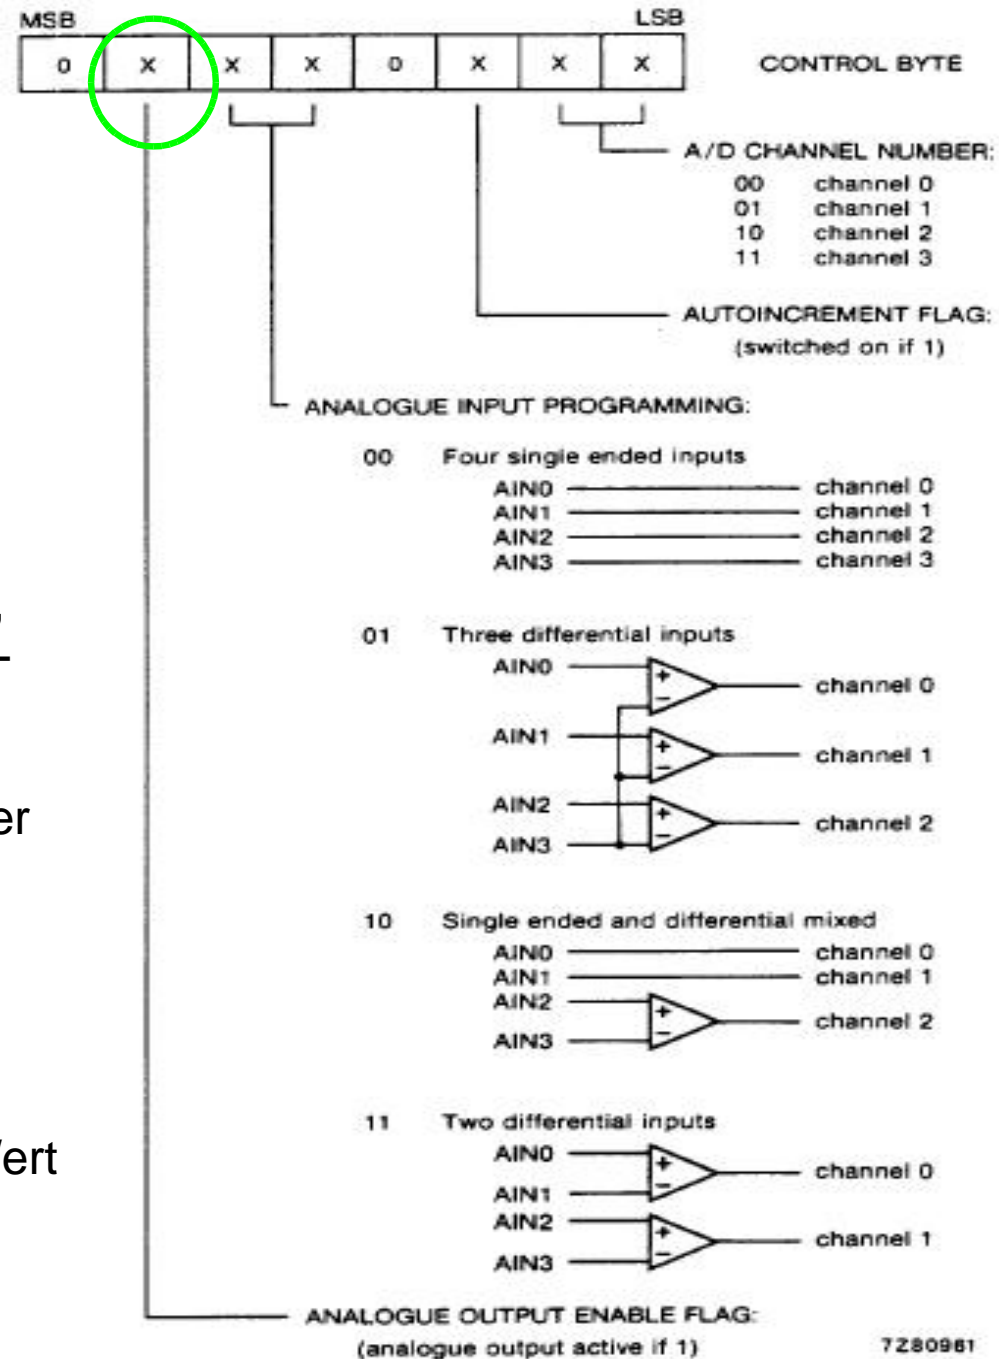 MSB LSB
0 X X X 0 X X X CONTROL BYTE
A/D CHANNEL NUMBER:
00 channel 0
01 channel 1
10 channel 2
11 channel 3
AUTOINCREMENT FLAG:
(switched on if 1)
ANALOGUE INPUT PROGRAMMING:
00 Four single ended inputs
AIN0 channel 0
AIN1 channel 1
AIN2 channel 2
AIN3 channel 3
01 Three differential inputs
AIN0 + − channel 0
AIN1 + − channel 1
AIN2 + − channel 2
AIN3
er
10 Single ended and differential mixed
AIN0 channel 0
AIN1 channel 1
AIN2 + − channel 2
AIN3
11 Two differential inputs
ert
AIN0 + − channel 0
AIN1
AIN2 + − channel 1
AIN3
ANALOGUE OUTPUT ENABLE FLAG:
(analogue output active if 1)
7Z80961